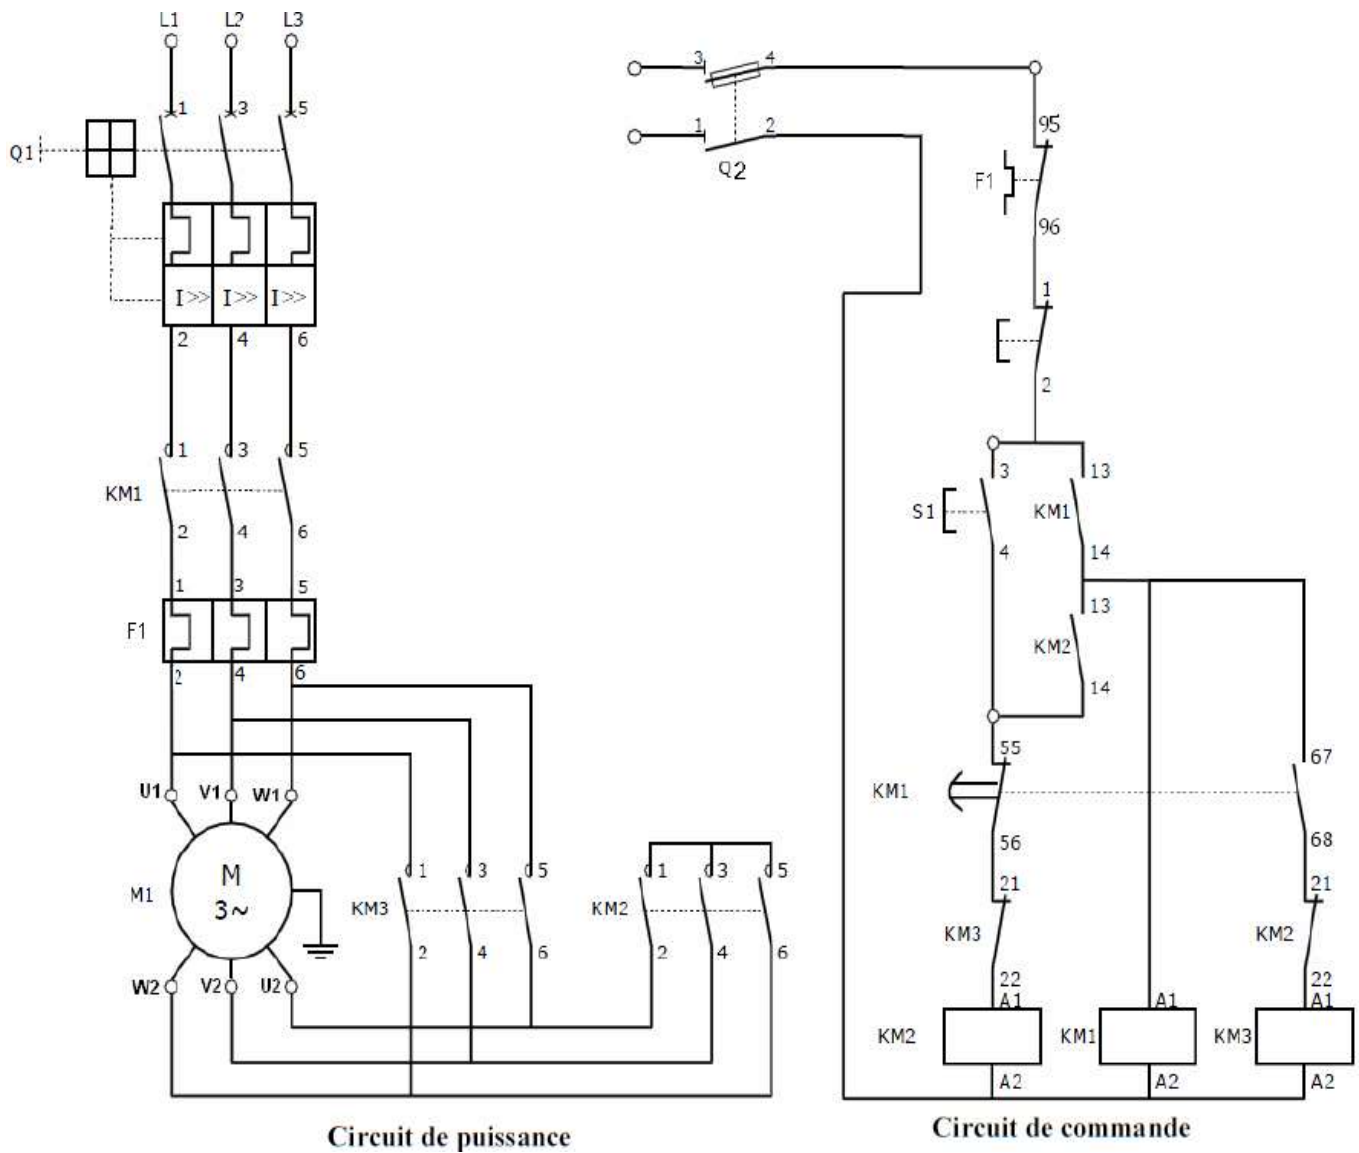 L1 L2 L3
1 3 5
Q1
I>> I>> I>>
2 4 6
1 3 5
KM1
2 4 6
1 3 5
F1
2 4 6
U1 V1 W1
M1
M
3~
W2 V2 U2
1 3 5
KM3
2 4 6
1 3 5
KM2
2 4 6
Circuit de puissance
3 4
1 2
Q2
95
F1
96
1
2
3
S1
4
13
KM1
14
13
KM2
14
55
KM1
56
67
68
21
KM3
22
21
KM2
22
A1
KM2
A2
A1
KM1
A2
A1
KM3
A2
Circuit de commande